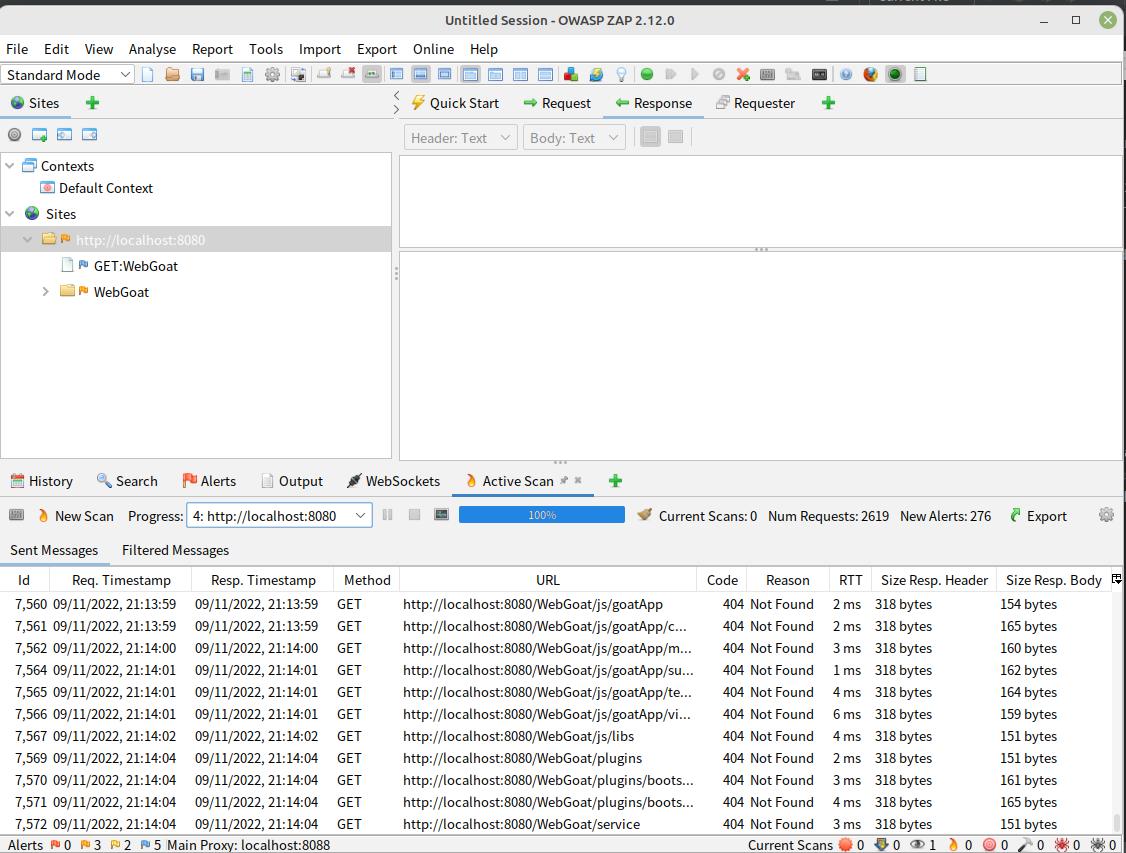 Untitled Session - OWASP ZAP 2.12.0
File Edit View Analyse Report Tools Import Export Online Help
Standard Mode
Sites
Quick Start Request Response Requester
Header: Text Body: Text
Contexts
Default Context
Sites
http://localhost:8080
GET:WebGoat
WebGoat
History Search Alerts Output WebSockets Active Scan
New Scan Progress: 4: http://localhost:8080 100% Current Scans: 0 Num Requests: 2619 New Alerts: 276 Export
Sent Messages Filtered Messages
Id Req. Timestamp Resp. Timestamp Method URL Code Reason RTT Size Resp. Header Size Resp. Body
7,560 09/11/2022, 21:13:59 09/11/2022, 21:13:59 GET http://localhost:8080/WebGoat/js/goatApp 404 Not Found 2 ms 318 bytes 154 bytes
7,561 09/11/2022, 21:13:59 09/11/2022, 21:13:59 GET http://localhost:8080/WebGoat/js/goatApp/c... 404 Not Found 3 ms 318 bytes 165 bytes
7,562 09/11/2022, 21:14:00 09/11/2022, 21:14:00 GET http://localhost:8080/WebGoat/js/goatApp/m... 404 Not Found 3 ms 318 bytes 160 bytes
7,564 09/11/2022, 21:14:01 09/11/2022, 21:14:01 GET http://localhost:8080/WebGoat/js/goatApp/su... 404 Not Found 1 ms 318 bytes 162 bytes
7,565 09/11/2022, 21:14:01 09/11/2022, 21:14:01 GET http://localhost:8080/WebGoat/js/goatApp/te... 404 Not Found 4 ms 318 bytes 164 bytes
7,566 09/11/2022, 21:14:01 09/11/2022, 21:14:01 GET http://localhost:8080/WebGoat/js/goatApp/vi... 404 Not Found 6 ms 318 bytes 159 bytes
7,567 09/11/2022, 21:14:02 09/11/2022, 21:14:02 GET http://localhost:8080/WebGoat/js/libs 404 Not Found 4 ms 318 bytes 151 bytes
7,569 09/11/2022, 21:14:04 09/11/2022, 21:14:04 GET http://localhost:8080/WebGoat/plugins 404 Not Found 2 ms 318 bytes 151 bytes
7,570 09/11/2022, 21:14:04 09/11/2022, 21:14:04 GET http://localhost:8080/WebGoat/plugins/boots... 404 Not Found 3 ms 318 bytes 161 bytes
7,571 09/11/2022, 21:14:04 09/11/2022, 21:14:04 GET http://localhost:8080/WebGoat/plugins/boots... 404 Not Found 4 ms 318 bytes 165 bytes
7,572 09/11/2022, 21:14:04 09/11/2022, 21:14:04 GET http://localhost:8080/WebGoat/service 404 Not Found 3 ms 318 bytes 151 bytes
Alerts 0 3 2 5 Main Proxy: localhost:8088 Current Scans 0 0 1 0 0 0 0 0